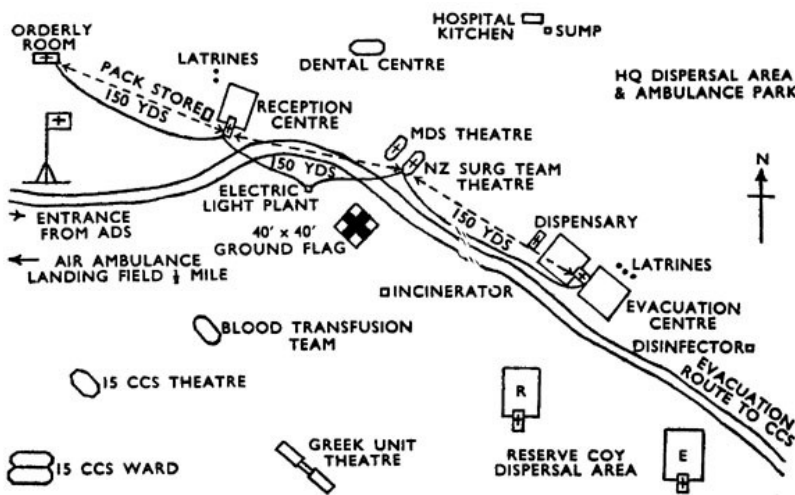 HOSPITAL
KITCHEN
SUMP
ORDERLY
ROOM
LATRINES
DENTAL CENTRE
HQ DISPERSAL AREA
& AMBULANCE PARK
PACK STORE
150 YDS
RECEPTION
CENTRE
MDS THEATRE
N
150 YDS
NZ SURG TEAM
THEATRE
ELECTRIC
LIGHT PLANT
150 YDS
DISPENSARY
ENTRANCE
FROM ADS
40' x 40'
GROUND FLAG
AIR AMBULANCE
LANDING FIELD ½ MILE
LATRINES
INCINERATOR
EVACUATION
CENTRE
BLOOD TRANSFUSION
TEAM
DISINFECTOR
EVACUATION
ROUTE TO CCS
15 CCS THEATRE
R
E
GREEK UNIT
THEATRE
RESERVE COY
DISPERSAL AREA
15 CCS WARD